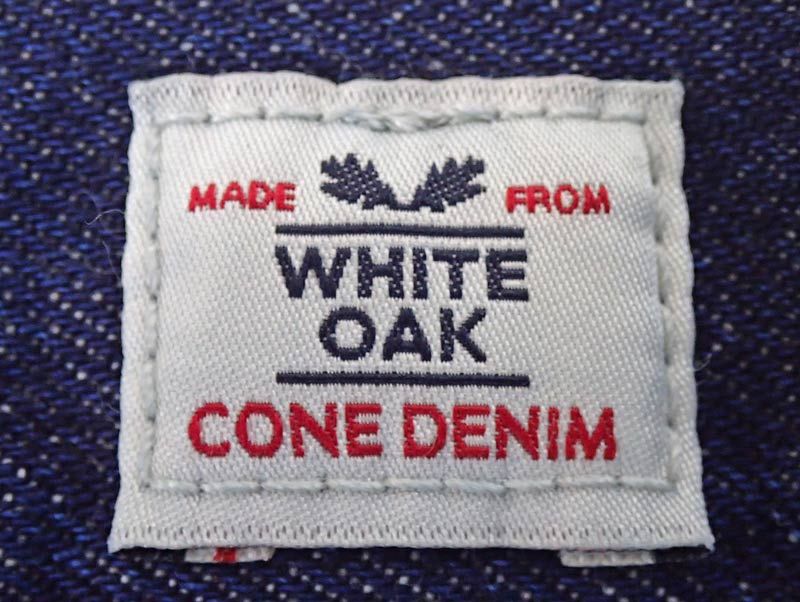 MADE FROM
WHITE
OAK
CONE DENIM